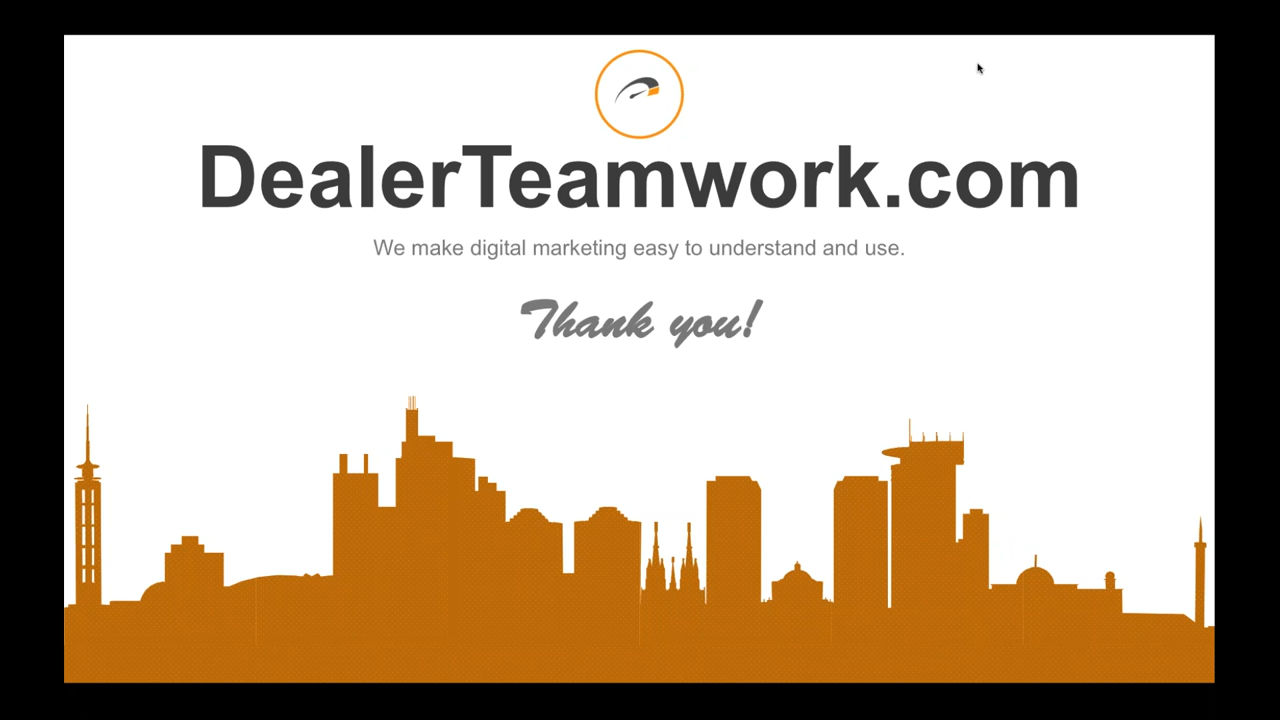 DealerTeamwork.com
We make digital marketing easy to understand and use.
Thank you!